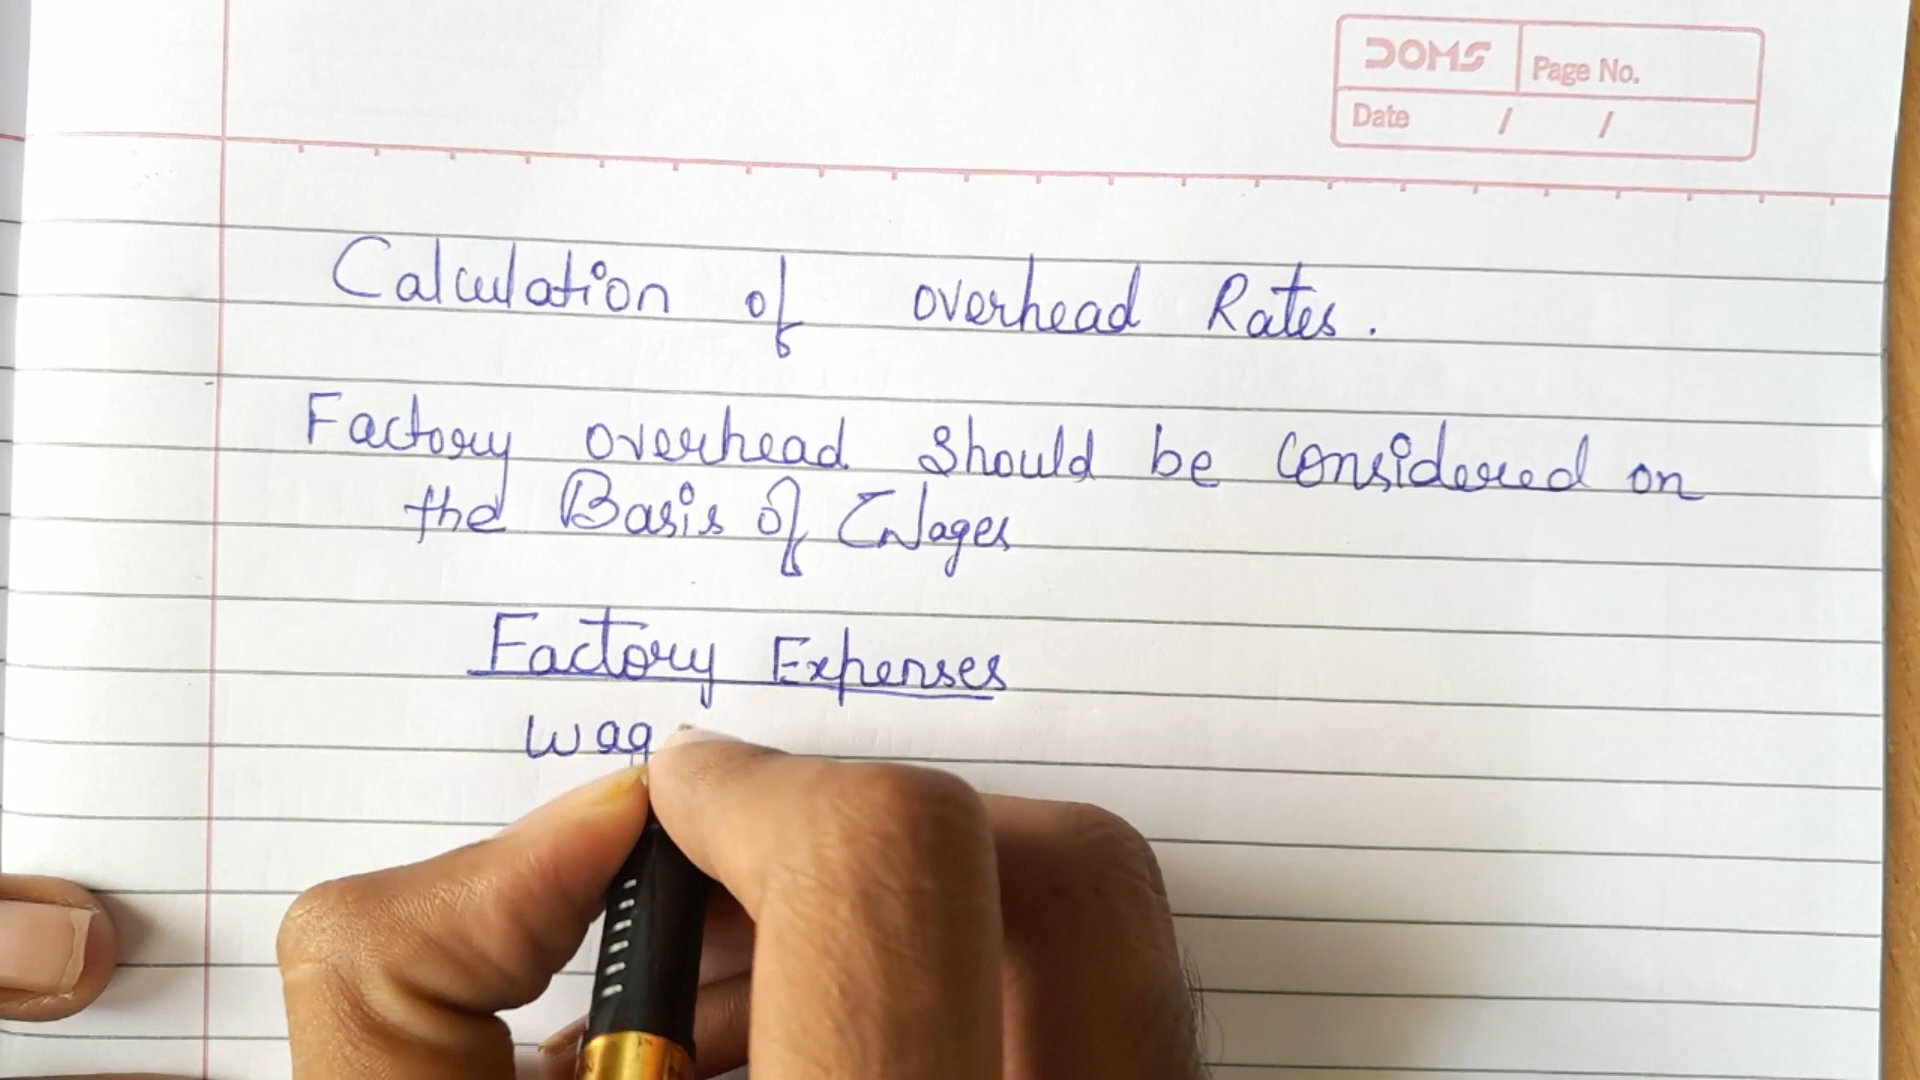 DOMS Page No.
Date / /
Calculation of overhead Rates.
Factory overhead should be considered on
the Basis of Wages
Factory Expenses
wag